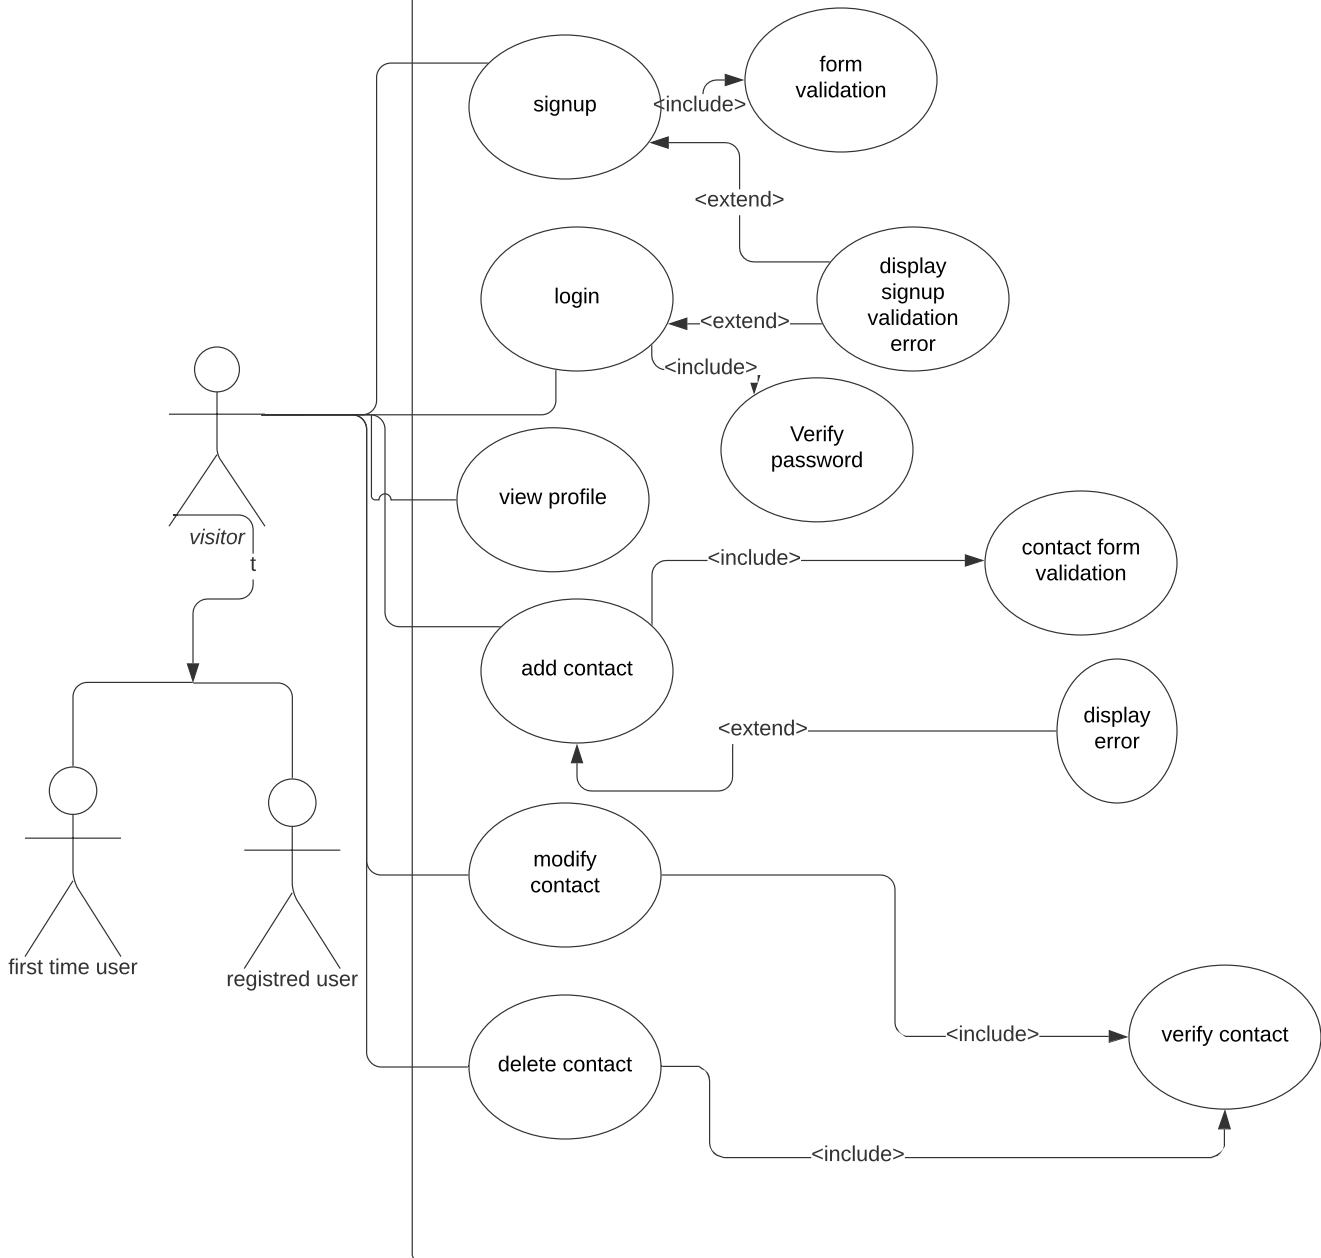 form
validation
signup
<include>
<extend>
display
signup
validation
error
login
<extend>
<include>
Verify
password
view profile
visitor
t
<include>
contact form
validation
add contact
display
error
<extend>
modify
contact
first time user
registred user
<include>
verify contact
delete contact
<include>